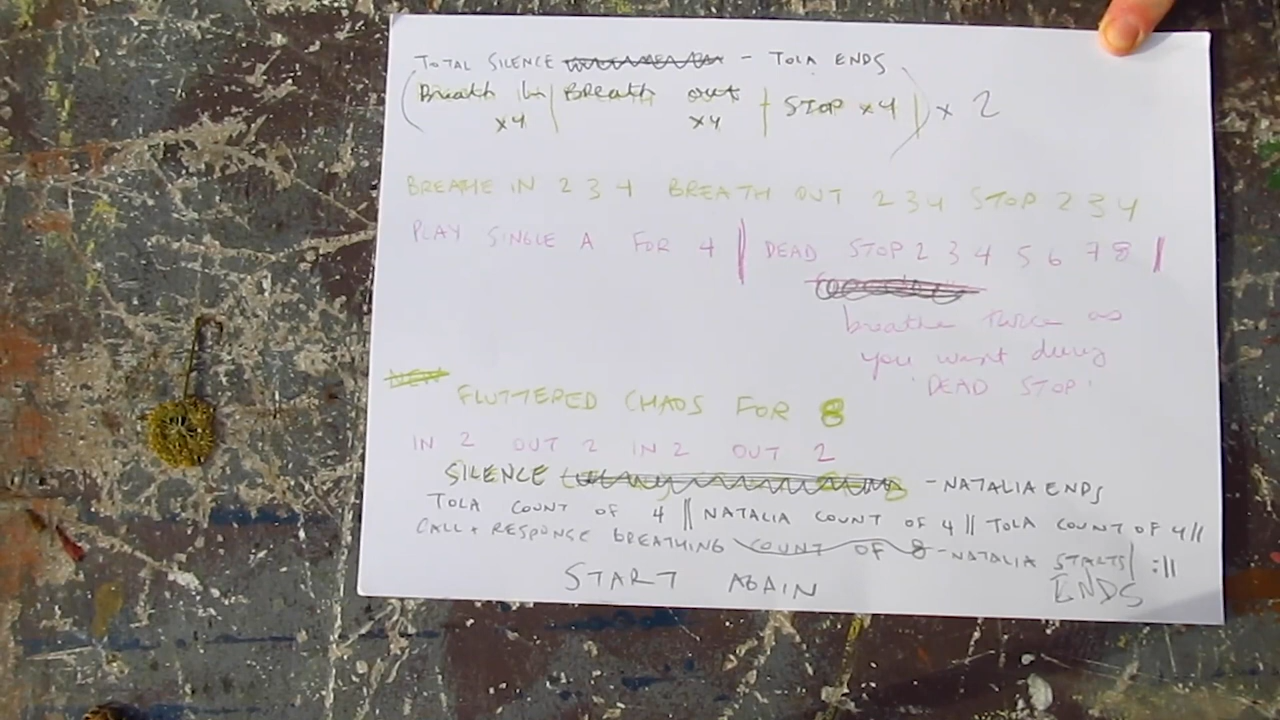 TOTAL SILENCE - TOLA ENDS
(Breath In | BREATH OUT | STOP x4 |) x 2
x4 x4
BREATHE IN 2 3 4 BREATH OUT 2 3 4 STOP 2 3 4
PLAY SINGLE A FOR 4 || DEAD STOP 2 3 4 5 6 7 8 |
breathe twice as
you want during
'DEAD STOP'
NEW
FLUTTERED CHAOS FOR 8
IN 2 OUT 2 IN 2 OUT 2
SILENCE - NATALIA ENDS
TOLA COUNT OF 4 || NATALIA COUNT OF 4 || TOLA COUNT OF 4 ||
CALL + RESPONSE BREATHING COUNT OF 8 - NATALIA STARTS | :||
START AGAIN ENDS